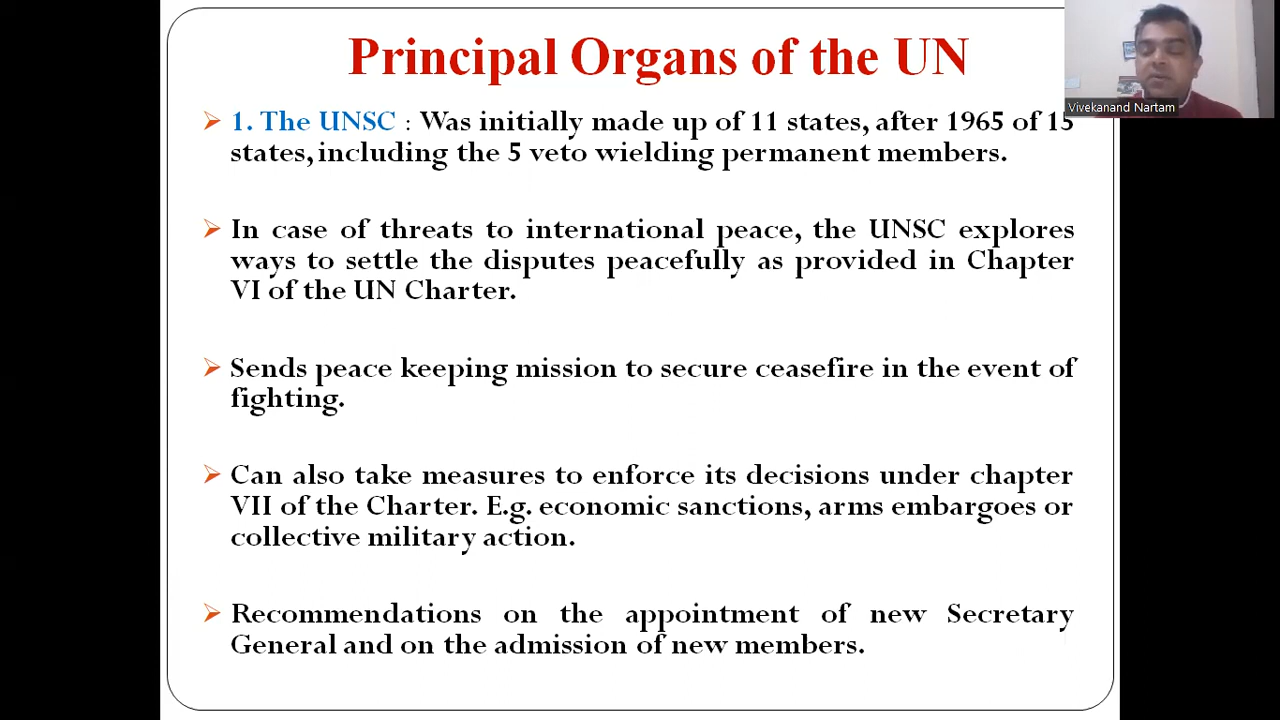 Principal Organs of the UN
Vivekanand Nartam
➢ 1. The UNSC : Was initially made up of 11 states, after 1965 of 15
states, including the 5 veto wielding permanent members.
➢ In case of threats to international peace, the UNSC explores
ways to settle the disputes peacefully as provided in Chapter
VI of the UN Charter.
➢ Sends peace keeping mission to secure ceasefire in the event of
fighting.
➢ Can also take measures to enforce its decisions under chapter
VII of the Charter. E.g. economic sanctions, arms embargoes or
collective military action.
➢ Recommendations on the appointment of new Secretary
General and on the admission of new members.